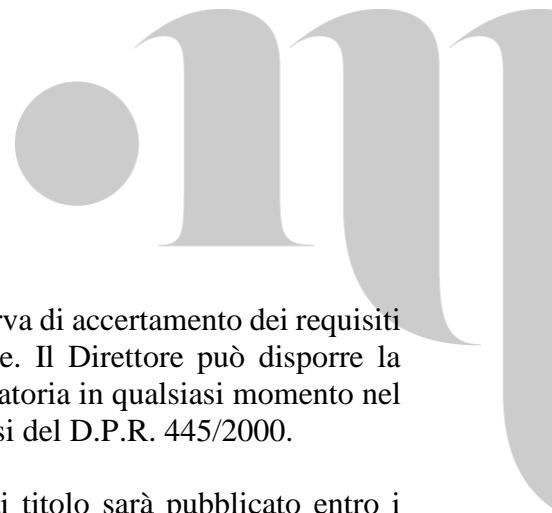 rva di accertamento dei requisiti
e. Il Direttore può disporre la
atoria in qualsiasi momento nel
si del D.P.R. 445/2000.
i titolo sarà pubblicato entro i